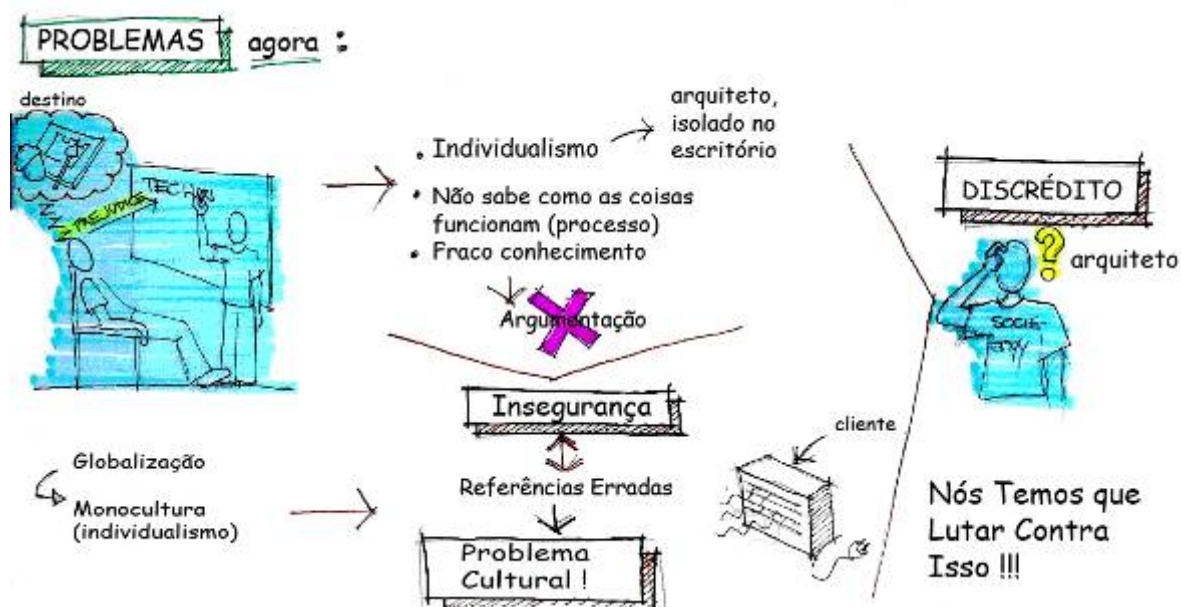 PROBLEMAS agora :
destino
PREJUDICE
arquiteto,
isolado no
escritório
• Individualismo
• Não sabe como as coisas
funcionam (processo)
• Fraco conhecimento
Argumentação
Insegurança
Referências Erradas
Problema
Cultural !
Globalização
Monocultura
(individualismo)
cliente
DISCRÉDITO
?
arquiteto
SOCIE-
Nós Temos que
Lutar Contra
Isso !!!